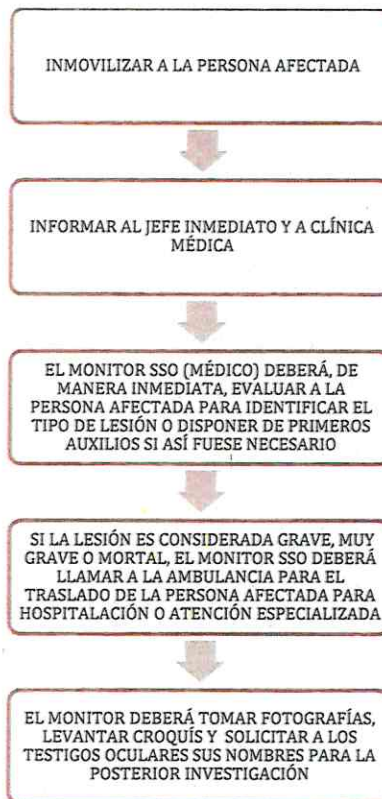 INMOVILIZAR A LA PERSONA AFECTADA
INFORMAR AL JEFE INMEDIATO Y A CLÍNICA
MÉDICA
EL MONITOR SSO (MÉDICO) DEBERÁ, DE
MANERA INMEDIATA, EVALUAR A LA
PERSONA AFECTADA PARA IDENTIFICAR EL
TIPO DE LESIÓN O DISPONER DE PRIMEROS
AUXILIOS SI ASÍ FUESE NECESARIO
SI LA LESIÓN ES CONSIDERADA GRAVE, MUY
GRAVE O MORTAL, EL MONITOR SSO DEBERÁ
LLAMAR A LA AMBULANCIA PARA EL
TRASLADO DE LA PERSONA AFECTADA PARA
HOSPITALACIÓN O ATENCIÓN ESPECIALIZADA
EL MONITOR DEBERÁ TOMAR FOTOGRAFÍAS,
LEVANTAR CROQUÍS Y SOLICITAR A LOS
TESTIGOS OCULARES SUS NOMBRES PARA LA
POSTERIOR INVESTIGACIÓN